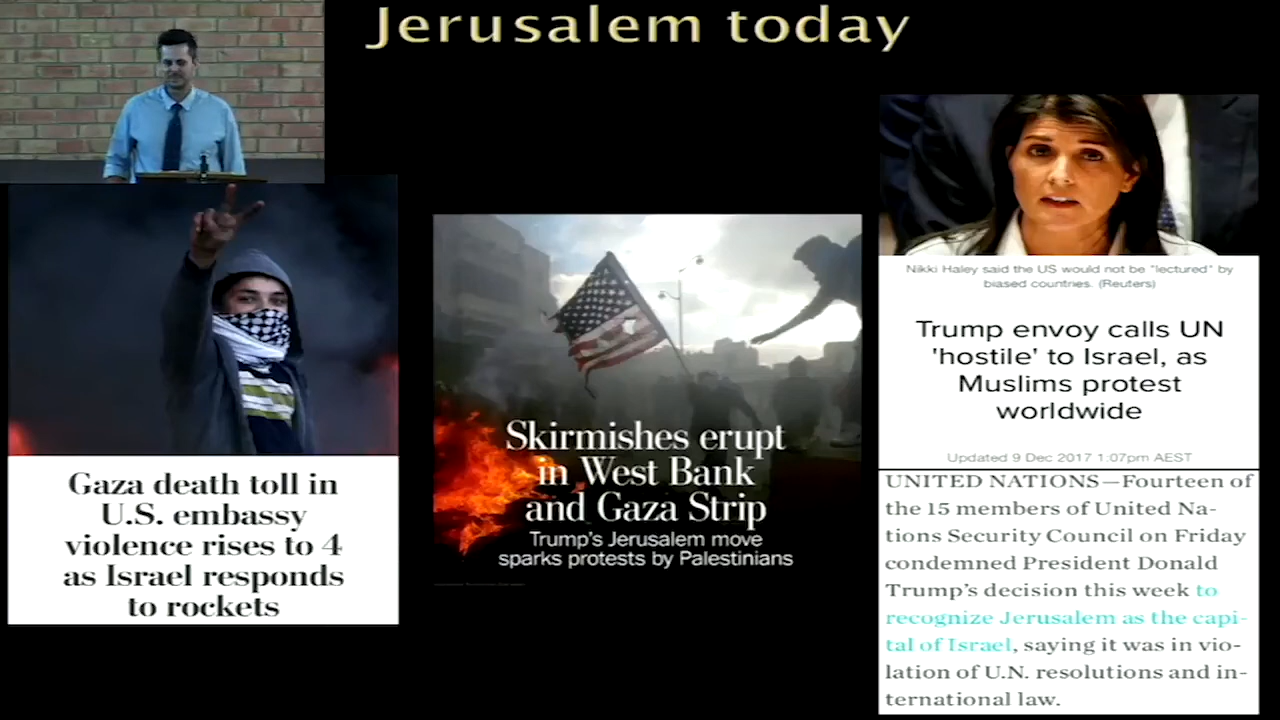 Jerusalem today
Gaza death toll in
U.S. embassy
violence rises to 4
as Israel responds
to rockets
Skirmishes erupt
in West Bank
and Gaza Strip
Trump's Jerusalem move
sparks protests by Palestinians
Nikki Haley said the US would not be "lectured" by
biased countries. (Reuters)
Trump envoy calls UN
'hostile' to Israel, as
Muslims protest
worldwide
Updated 9 Dec 2017 1:07pm AEST
UNITED NATIONS—Fourteen of
the 15 members of United Na-
tions Security Council on Friday
condemned President Donald
Trump's decision this week to
recognize Jerusalem as the capi-
tal of Israel, saying it was in vio-
lation of U.N. resolutions and in-
ternational law.